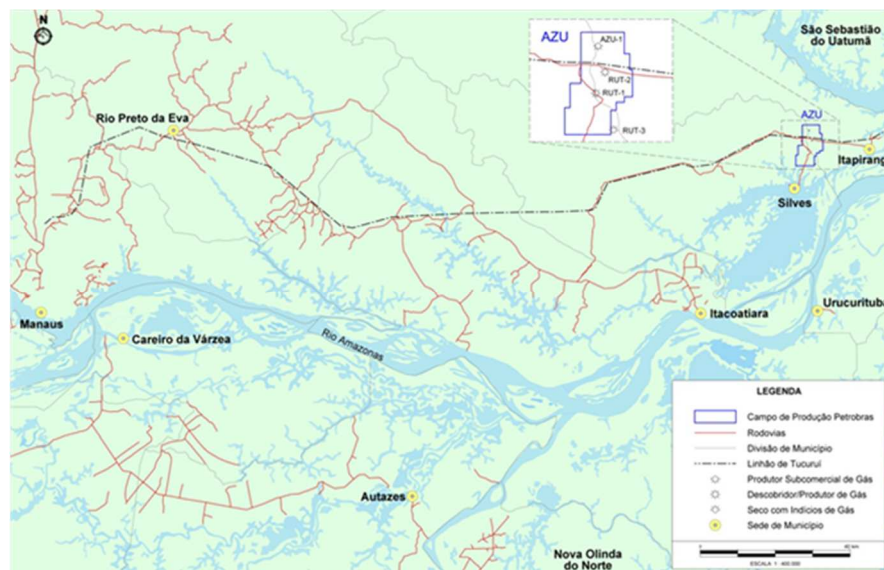 N
AZU
AZU-1
RUT-2
RUT-1
RUT-3
São Sebastião
do Uatumã
Rio Preto da Eva
AZU
Itapirang
Silves
Manaus
Careiro da Várzea
Rio Amazonas
Itacoatiara
Urucurituba
Autazes
Nova Olinda
do Norte
LEGENDA
Campo de Produção Petrobras
Rodovias
Divisão de Município
Linhão de Tucuruí
Produtor Subcomercial de Gás
Descobridor/Produtor de Gás
Seco com Indícios de Gás
Sede de Município
0
40 km
ESCALA 1 : 400.000